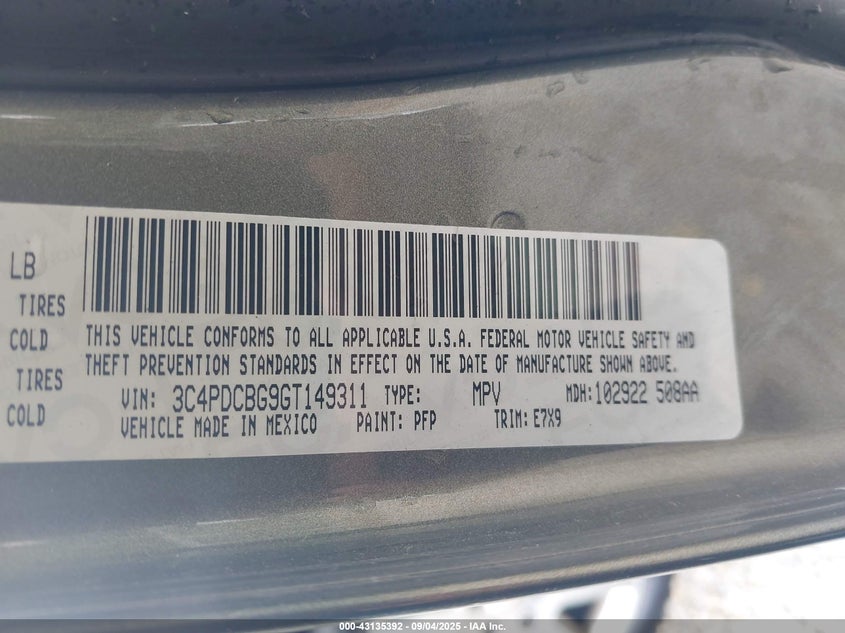 LB
TIRES
COLD
TIRES
COLD
THIS VEHICLE CONFORMS TO ALL APPLICABLE U.S.A. FEDERAL MOTOR VEHICLE SAFETY AND
THEFT PREVENTION STANDARDS IN EFFECT ON THE DATE OF MANUFACTURE SHOWN ABOVE.
VIN: 3C4PDCBG9GT149311 TYPE: MPV MDH:102922 508AA
VEHICLE MADE IN MEXICO PAINT: PFP TRIM: E7X9
000-43135392 - 09/04/2025 - IAA Inc.